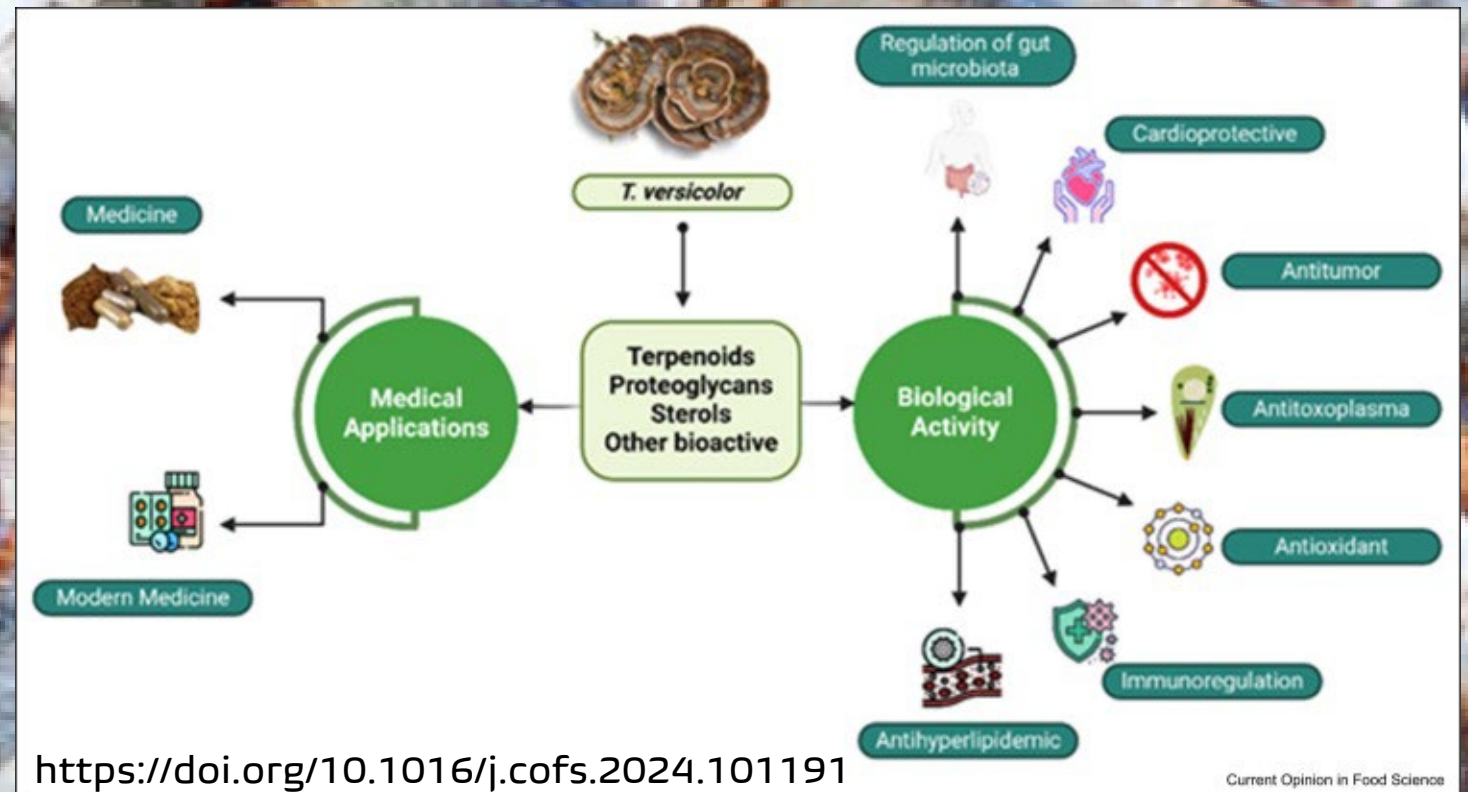 Regulation of gut
microbiota
Cardioprotective
T. versicolor
Medicine
Antitumor
Terpenoids
Proteoglycans
Sterols
Other bioactive
Medical
Applications
Biological
Activity
Antitoxoplasma
Antioxidant
Modern Medicine
Immunoregulation
Antihyperlipidemic
https://doi.org/10.1016/j.cofs.2024.101191
Current Opinion in Food Science